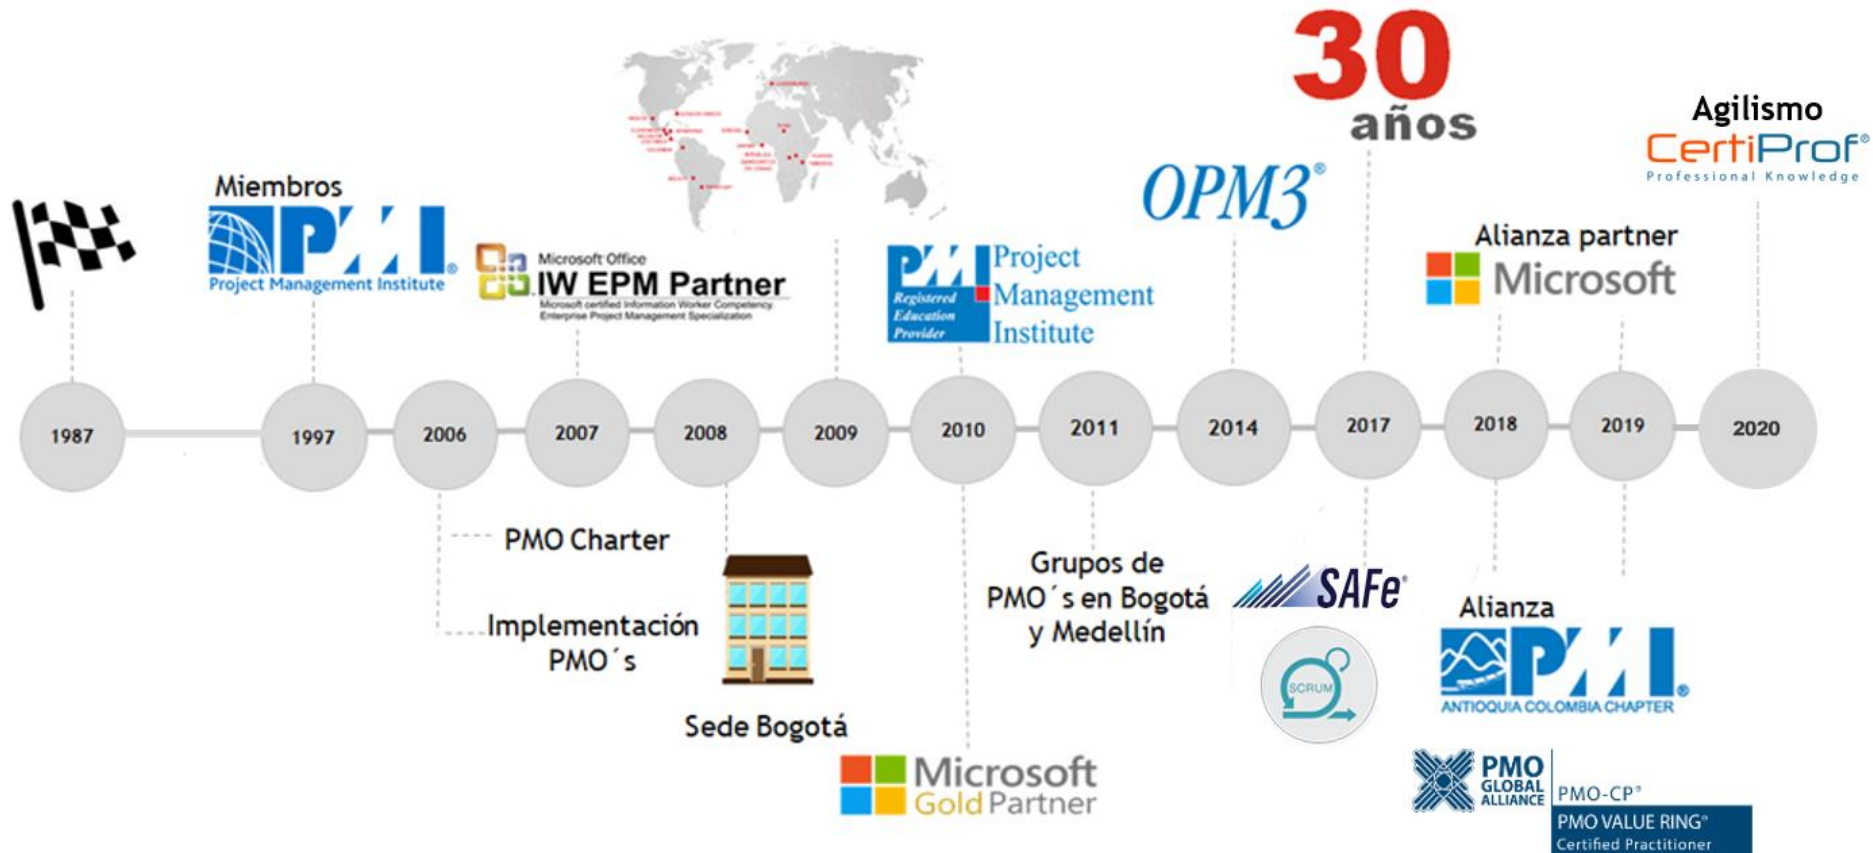 30
años
Agilismo
CertiProf®
Professional Knowledge
OPM3®
Miembros
PMI®
Project Management Institute
Microsoft Office
IW EPM Partner
Microsoft certified Information Worker Competency.
Enterprise Project Management Specialization
PMI
Registered
Education
Provider
Project
Management
Institute
Alianza partner
Microsoft
1987
1997
2006
2007
2008
2009
2010
2011
2014
2017
2018
2019
2020
PMO Charter
Implementación
PMO´s
Sede Bogotá
Microsoft
Gold Partner
Grupos de
PMO´s en Bogotá
y Medellín
SAFe®
SCRUM
Alianza
PMI®
ANTIOQUIA COLOMBIA CHAPTER
PMO
GLOBAL
ALLIANCE
PMO-CP®
PMO VALUE RING®
Certified Practitioner